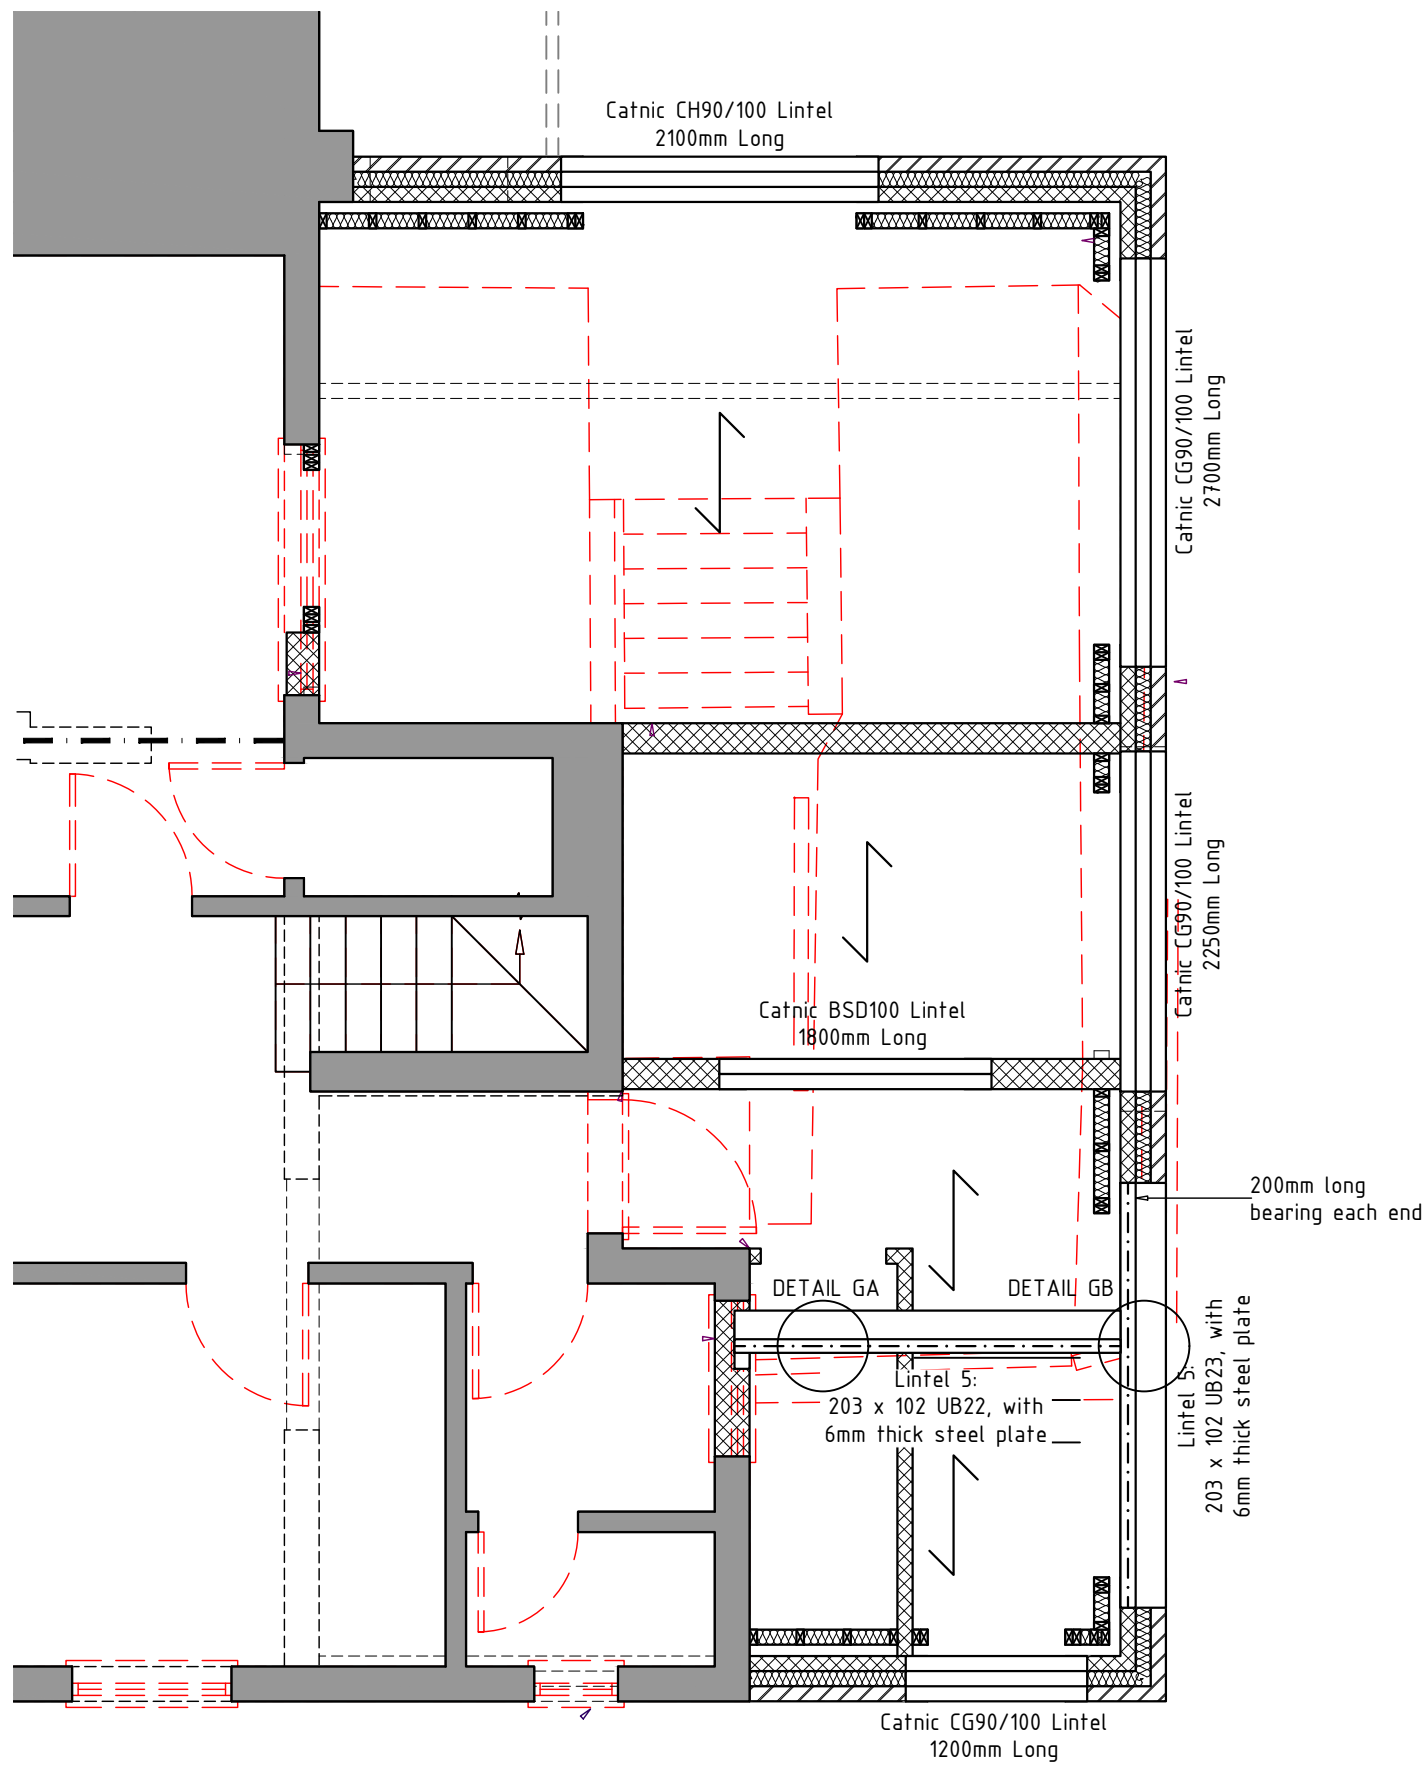 Catnic CH90/100 Lintel
2100mm Long
Catnic CG90/100 Lintel
2700mm Long
Catnic CG90/100 Lintel
2250mm Long
Catnic BSD100 Lintel
1800mm Long
200mm long
bearing each end
DETAIL GA
DETAIL GB
Lintel 5:
203 x 102 UB22, with
6mm thick steel plate
Lintel 5:
203 x 102 UB23, with
6mm thick steel plate
Catnic CG90/100 Lintel
1200mm Long